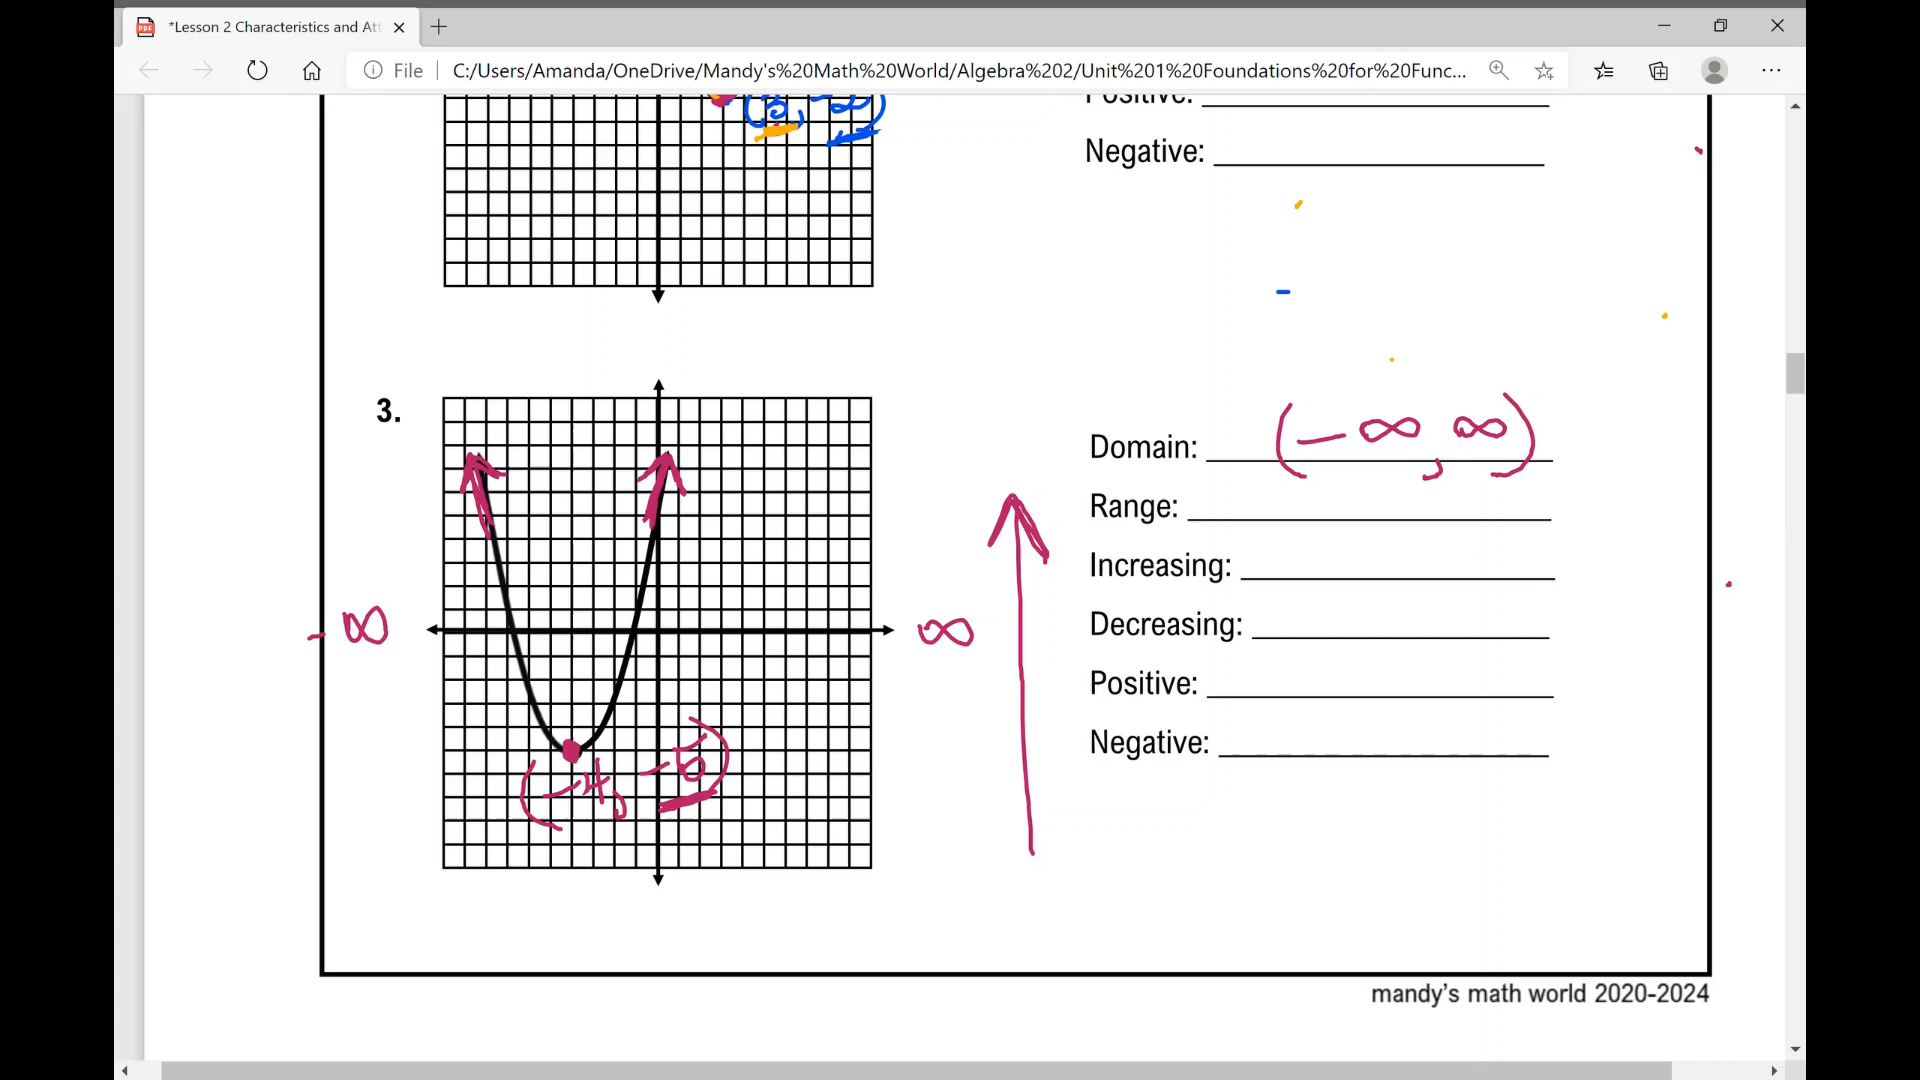 *Lesson 2 Characteristics and Att
File
C:/Users/Amanda/OneDrive/Mandy's%20Math%20World/Algebra%202/Unit%201%20Foundations%20for%20Func...
Positive:
Negative:
3.
Domain: (-∞, ∞)
Range:
Increasing:
-∞
∞
Decreasing:
Positive:
Negative:
(-4, -5)
mandy's math world 2020-2024